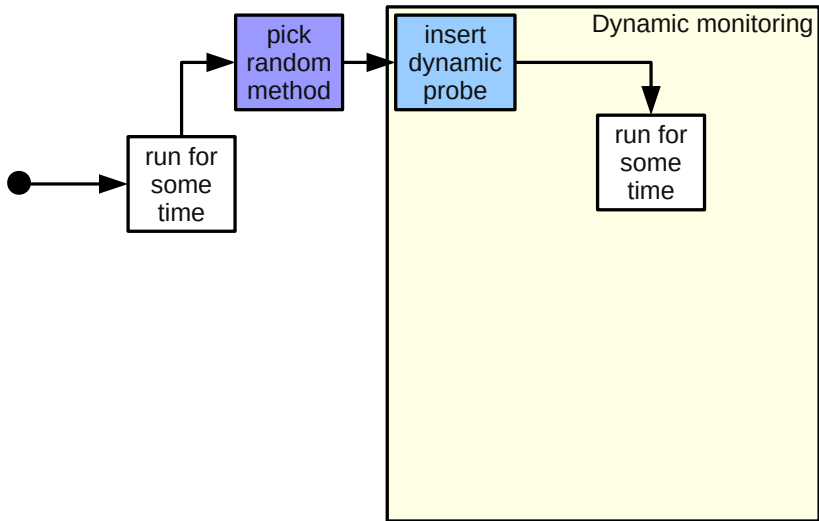 pick
random
method
insert
dynamic
probe
Dynamic monitoring
run for
some
time
run for
some
time